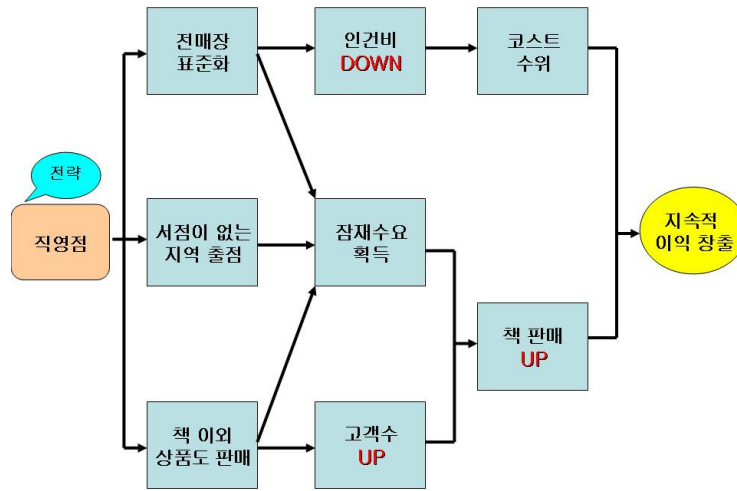 전매장
표준화
인건비
DOWN
코스트
수위
전략
직영점
서점이 없는
지역 출점
잠재수요
획득
지속적
이익 창출
책 판매
UP
책 이외
상품도 판매
고객수
UP